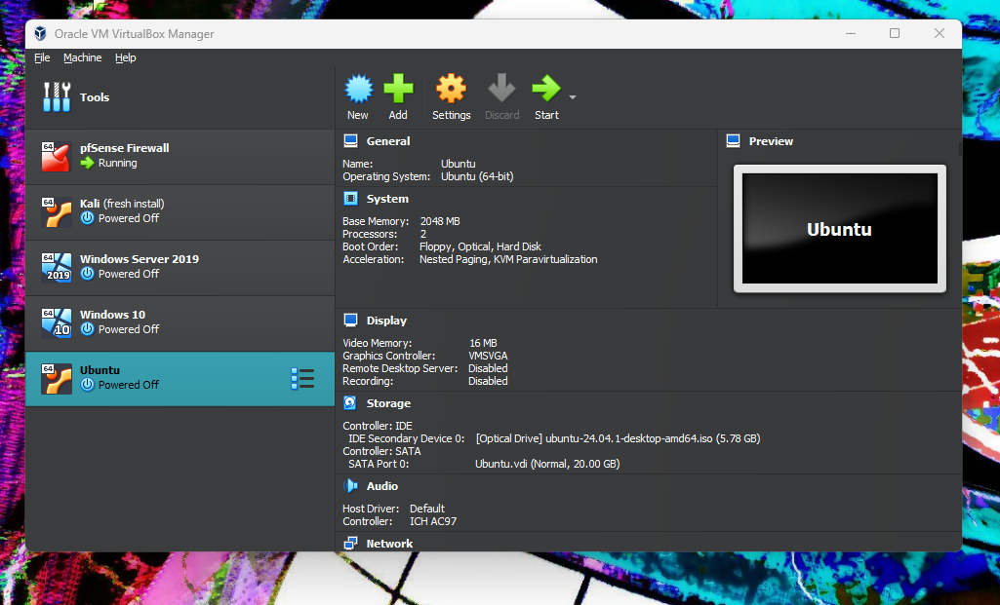 Oracle VM VirtualBox Manager
File Machine Help
Tools
New Add Settings Discard Start
64 pfSense Firewall
Running
64 Kali (fresh install)
Powered Off
64 2019 Windows Server 2019
Powered Off
64 10 Windows 10
Powered Off
64 Ubuntu
Powered Off
General
Name: Ubuntu
Operating System: Ubuntu (64-bit)
System
Base Memory: 2048 MB
Processors: 2
Boot Order: Floppy, Optical, Hard Disk
Acceleration: Nested Paging, KVM Paravirtualization
Preview
Ubuntu
Display
Video Memory: 16 MB
Graphics Controller: VMSVGA
Remote Desktop Server: Disabled
Recording: Disabled
Storage
Controller: IDE
IDE Secondary Device 0: [Optical Drive] ubuntu-24.04.1-desktop-amd64.iso (5.78 GB)
Controller: SATA
SATA Port 0: Ubuntu.vdi (Normal, 20.00 GB)
Audio
Host Driver: Default
Controller: ICH AC97
Network